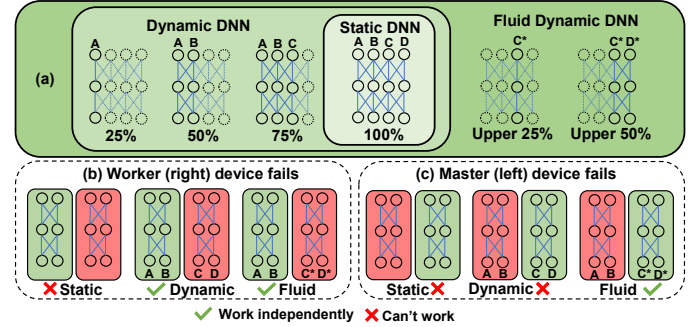 Dynamic DNN
Static DNN
Fluid Dynamic DNN
(a)
A
A B
A B C
A B C D
C*
C* D*
25%
50%
75%
100%
Upper 25%
Upper 50%
(b) Worker (right) device fails
A B
C D
A B
C* D*
Static
Dynamic
Fluid
(c) Master (left) device fails
A B
C D
A B
C* D*
Static
Dynamic
Fluid
Work independently
Can't work